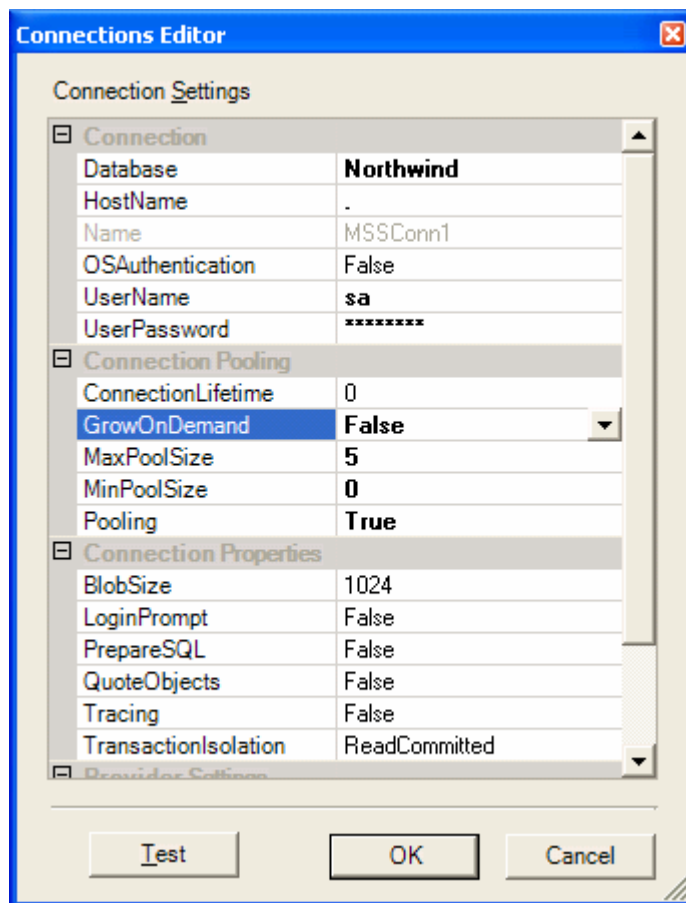 Connections Editor
Connection Settings
Connection
Database Northwind
HostName .
Name MSSConn1
OSAuthentication False
UserName sa
UserPassword ********
Connection Pooling
ConnectionLifetime 0
GrowOnDemand False
MaxPoolSize 5
MinPoolSize 0
Pooling True
Connection Properties
BlobSize 1024
LoginPrompt False
PrepareSQL False
QuoteObjects False
Tracing False
TransactionIsolation ReadCommitted
Provider Settings
Test OK Cancel